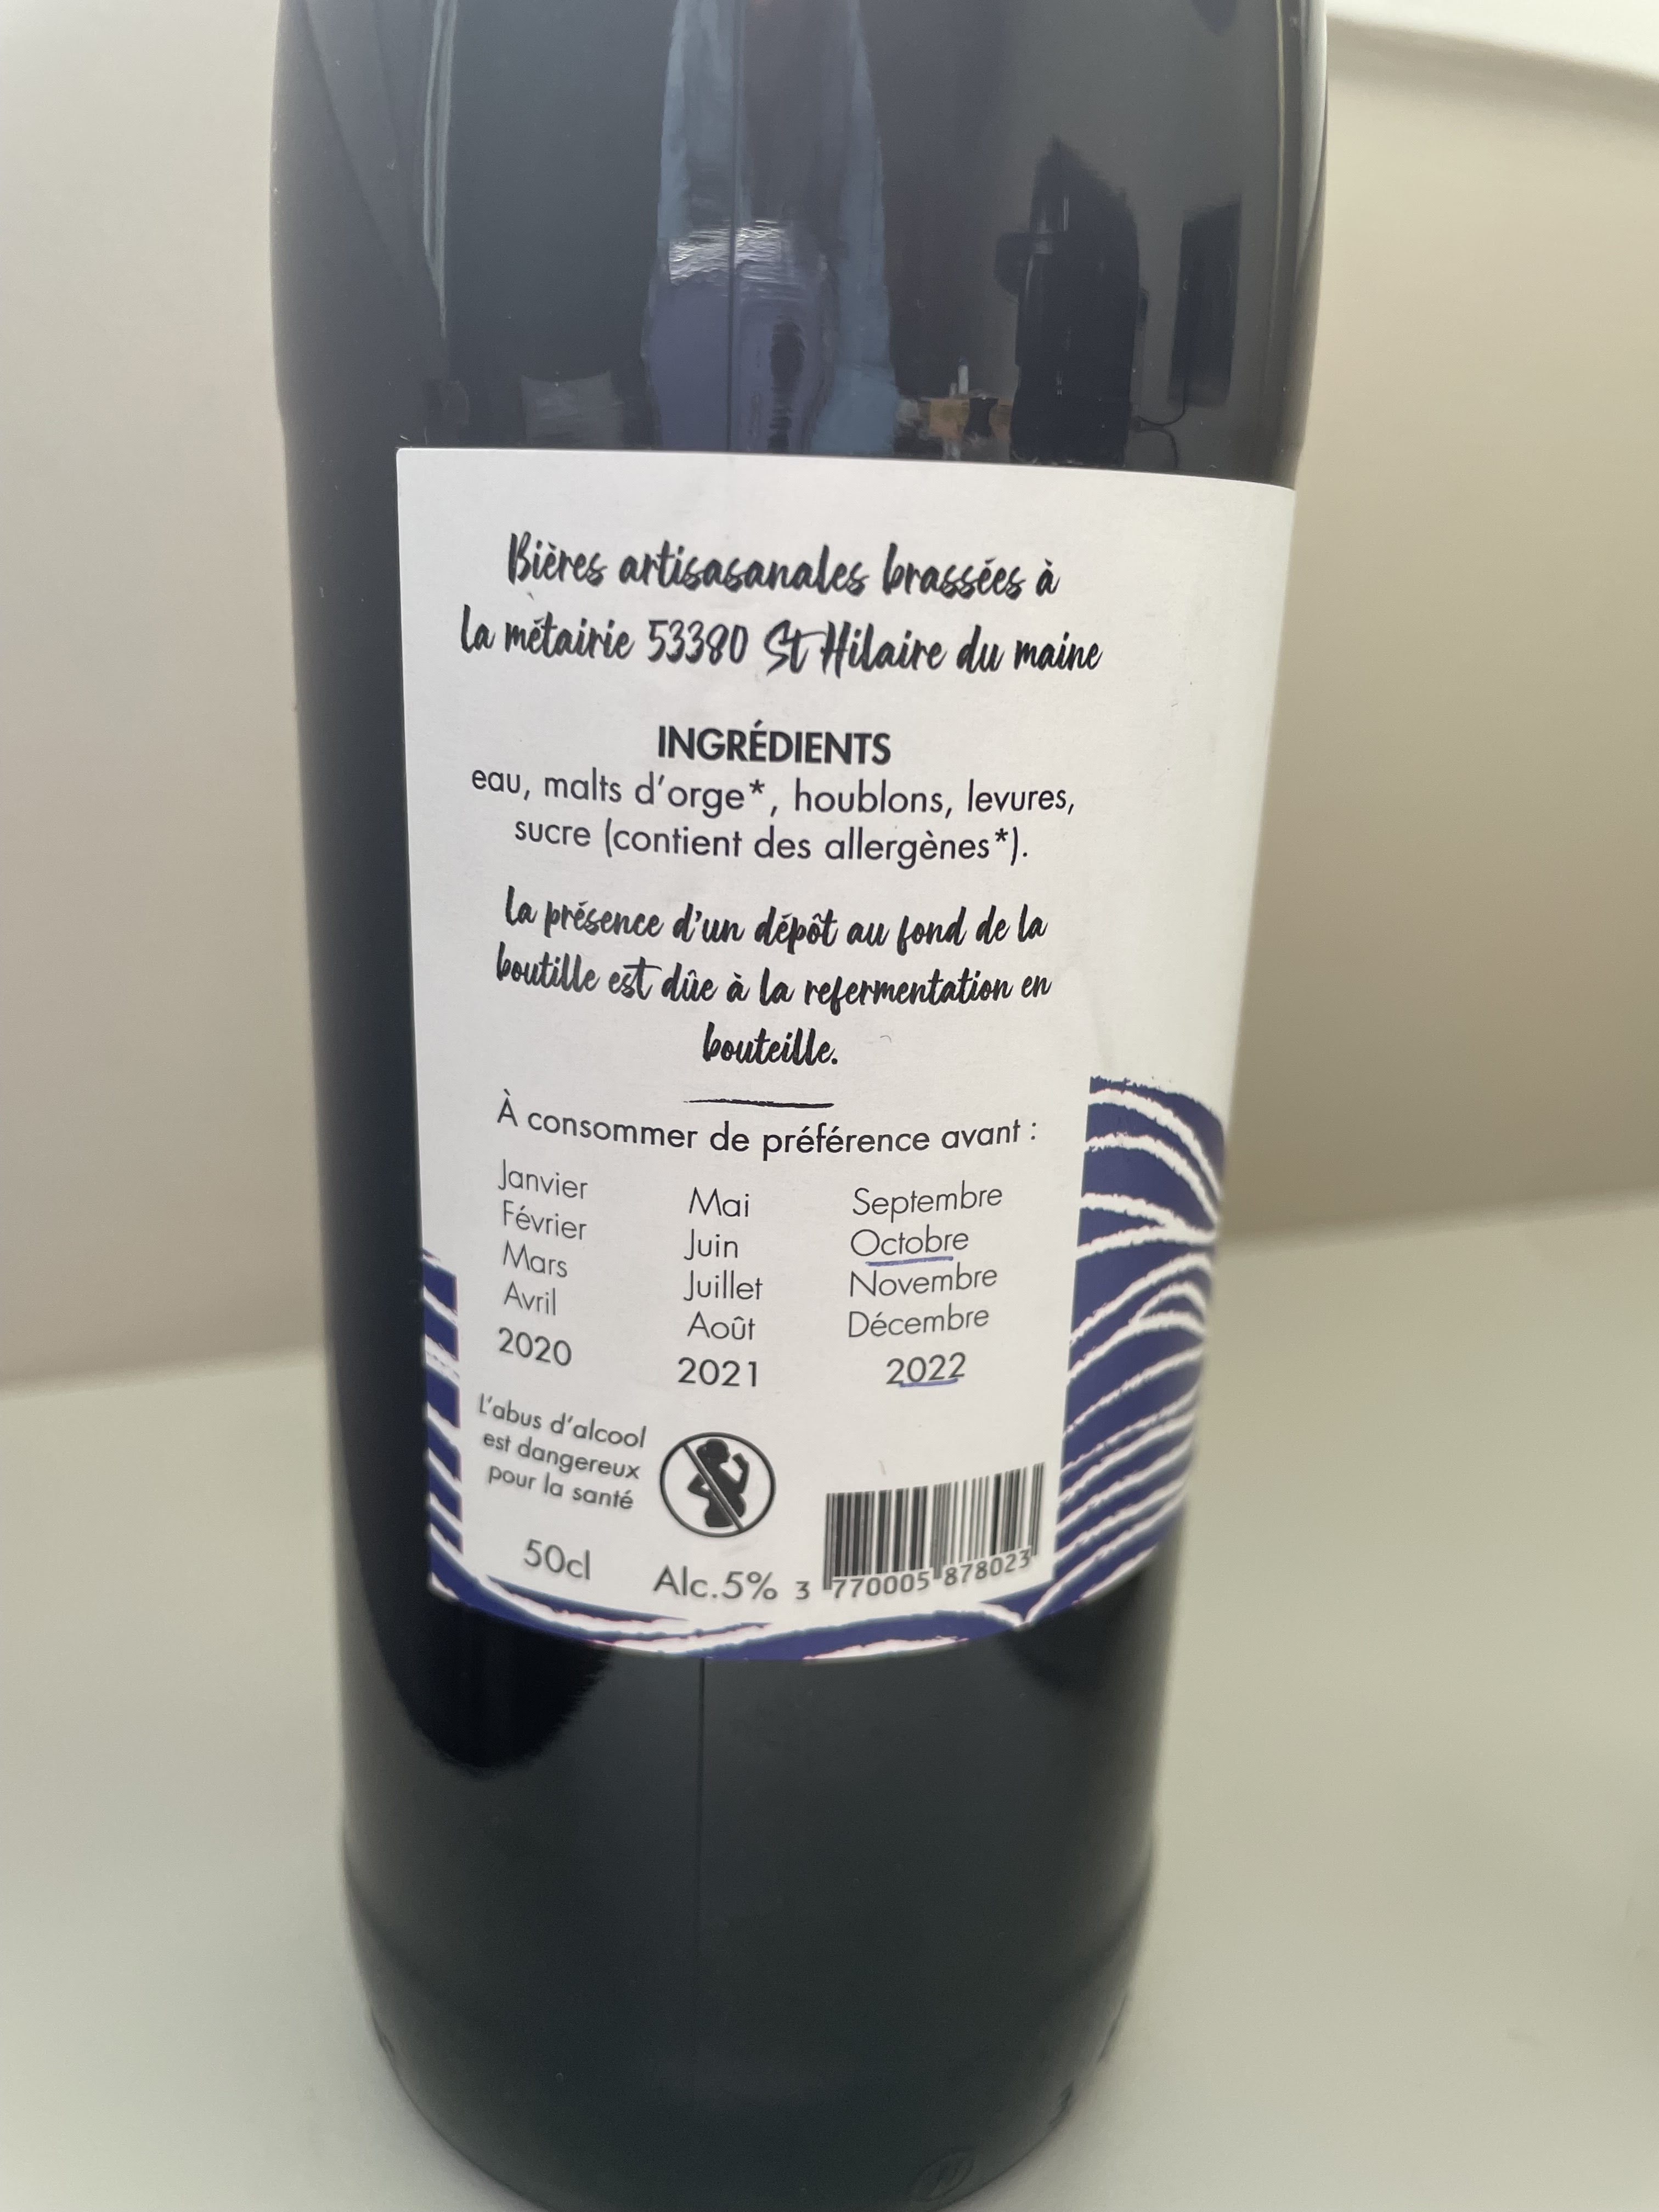 Bières artisasanales brassées à
la métairie 53380 St Hilaire du maine
INGRÉDIENTS
eau, malts d'orge*, houblons, levures,
sucre (contient des allergènes*).
La présence d'un dépôt au fond de la
boutille est dûe à la refermentation en
bouteille.
À consommer de préférence avant :
Janvier Mai Septembre
Février Juin Octobre
Mars Juillet Novembre
Avril Août Décembre
2020 2021 2022
L'abus d'alcool
est dangereux
pour la santé
50cl Alc.5% 3 770005 878023